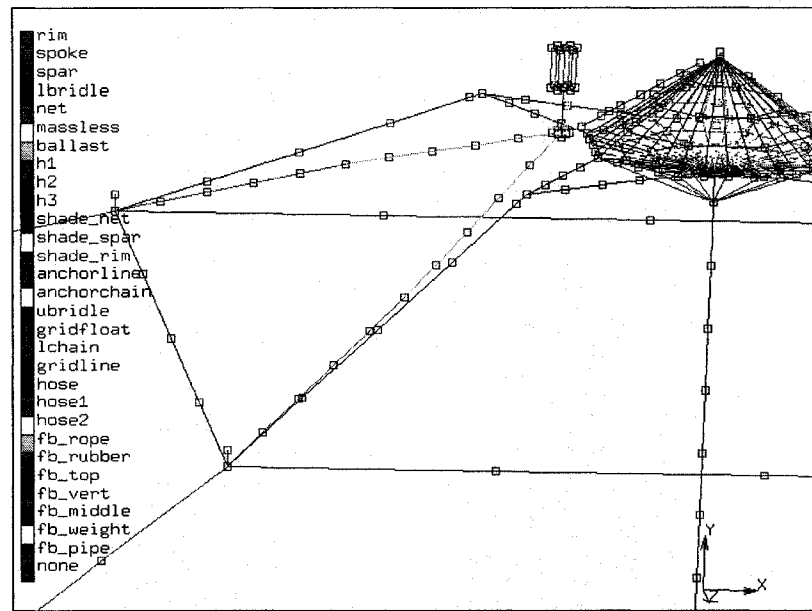 rim
spoke
spar
lbridle
net
massless
ballast
h1
h2
h3
shade_net
shade_spar
shade_rim
anchorline
anchorchain
ubridle
gridfloat
lchain
gridline
hose
hose1
hose2
fb_rope
fb_rubber
fb_top
fb_vert
fb_middle
fb_weight
fb_pipe
none
Y
X
Z